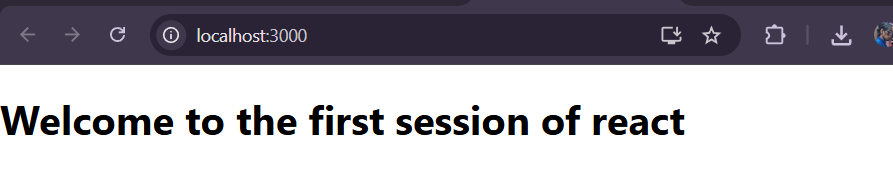 localhost:3000
Welcome to the first session of react